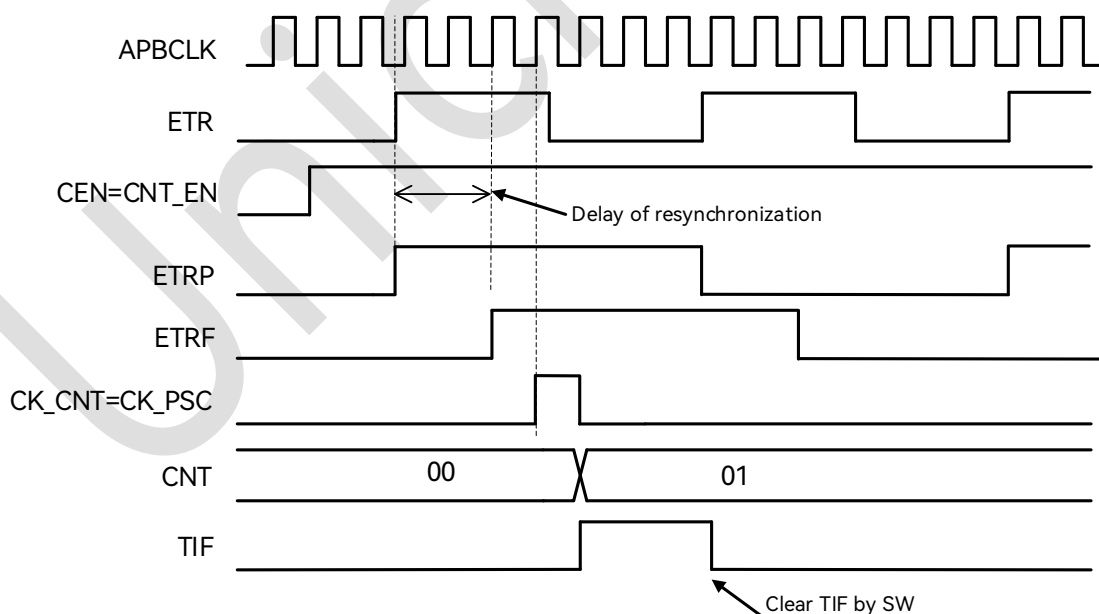 APBCLK
ETR
CEN=CNT_EN
Delay of resynchronization
ETRP
ETRF
CK_CNT=CK_PSC
CNT 00 01
TIF
Clear TIF by SW